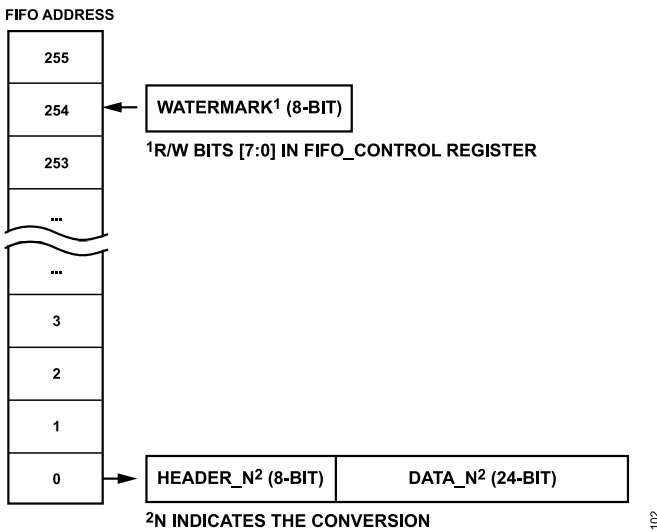 FIFO ADDRESS
255
254
WATERMARK¹ (8-BIT)
¹R/W BITS [7:0] IN FIFO_CONTROL REGISTER
253
...
...
3
2
1
0
HEADER_N² (8-BIT)
DATA_N² (24-BIT)
²N INDICATES THE CONVERSION
102